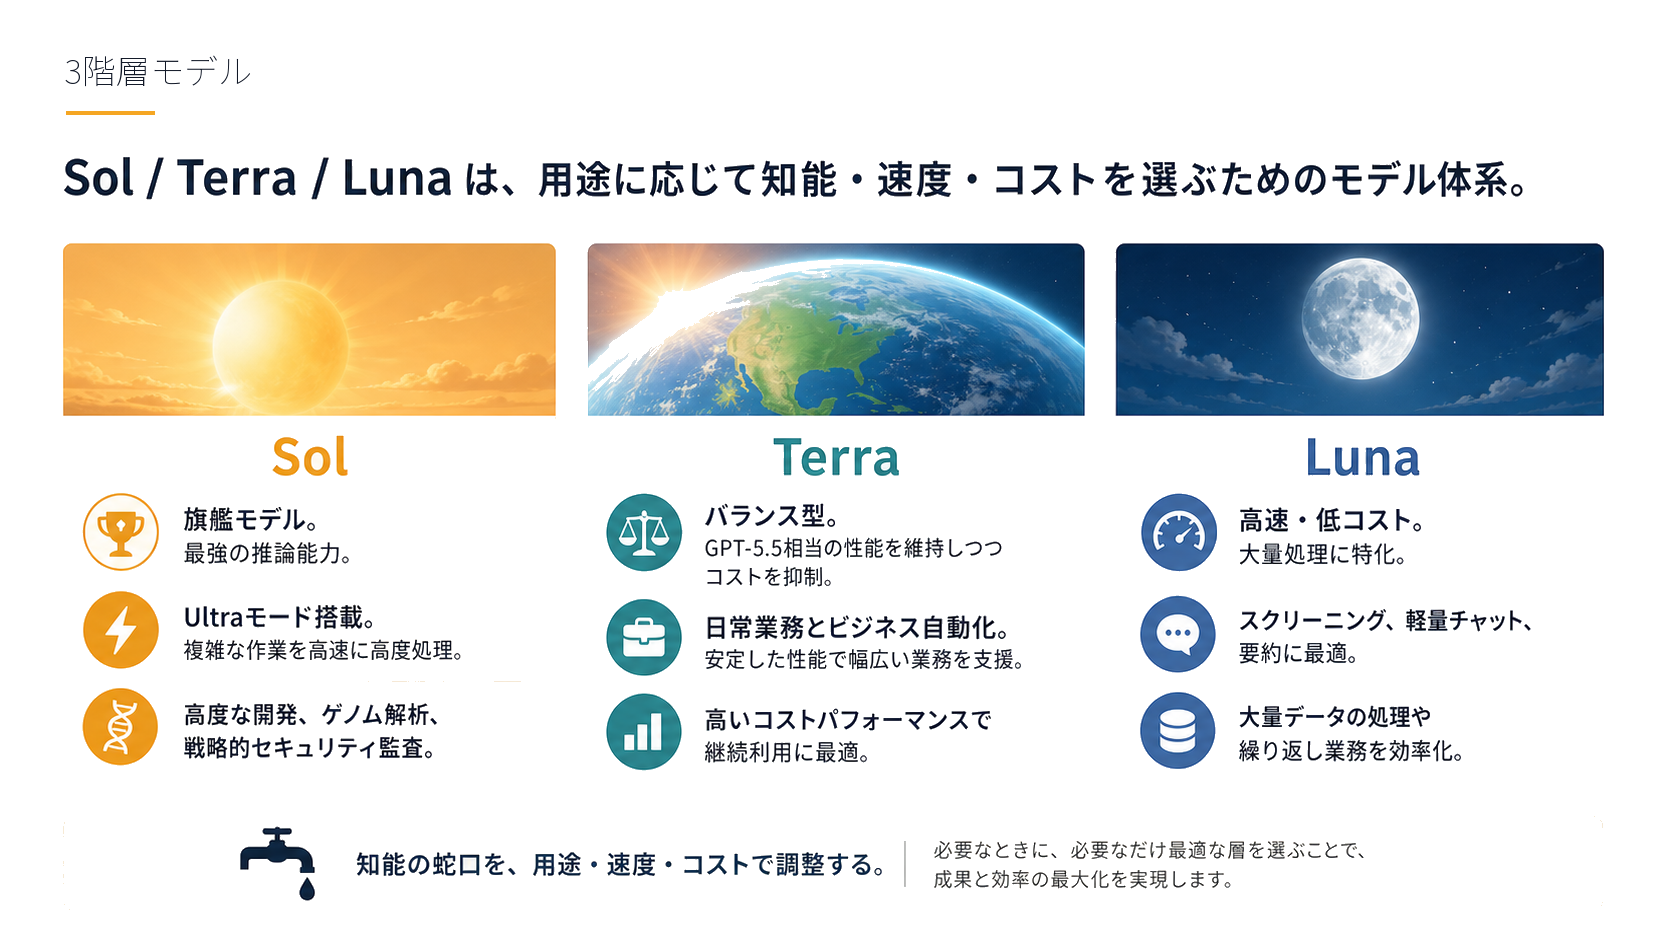 3階層モデル
Sol / Terra / Luna は、用途に応じて知能・速度・コストを選ぶためのモデル体系。
Sol
旗艦モデル。
最強の推論能力。
Ultraモード搭載。
複雑な作業を高速に高度処理。
高度な開発、ゲノム解析、
戦略的セキュリティ監査。
Terra
バランス型。
GPT-5.5相当の性能を維持しつつ
コストを抑制。
日常業務とビジネス自動化。
安定した性能で幅広い業務を支援。
高いコストパフォーマンスで
継続利用に最適。
Luna
高速・低コスト。
大量処理に特化。
スクリーニング、軽量チャット、
要約に最適。
大量データの処理や
繰り返し業務を効率化。
知能の蛇口を、用途・速度・コストで調整する。
必要なときに、必要なだけ最適な層を選ぶことで、
成果と効率の最大化を実現します。